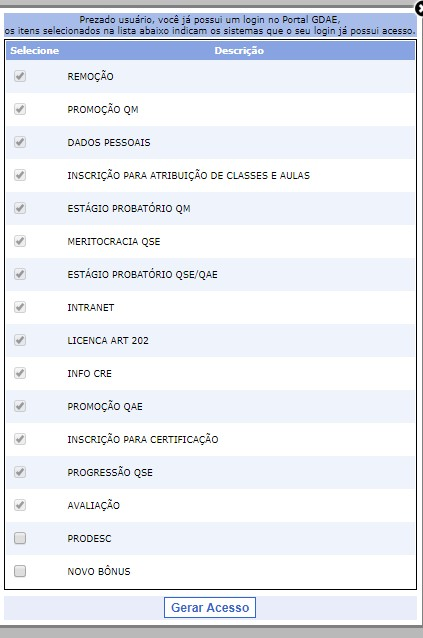 Prezado usuário, você já possui um login no Portal GDAE,
os itens selecionados na lista abaixo indicam os sistemas que o seu login já possui acesso.
Selecione Descrição
REMOÇÃO
PROMOÇÃO QM
DADOS PESSOAIS
INSCRIÇÃO PARA ATRIBUIÇÃO DE CLASSES E AULAS
ESTÁGIO PROBATÓRIO QM
MERITOCRACIA QSE
ESTÁGIO PROBATÓRIO QSE/QAE
INTRANET
LICENCA ART 202
INFO CRE
PROMOÇÃO QAE
INSCRIÇÃO PARA CERTIFICAÇÃO
PROGRESSÃO QSE
AVALIAÇÃO
PRODESC
NOVO BÔNUS
Gerar Acesso